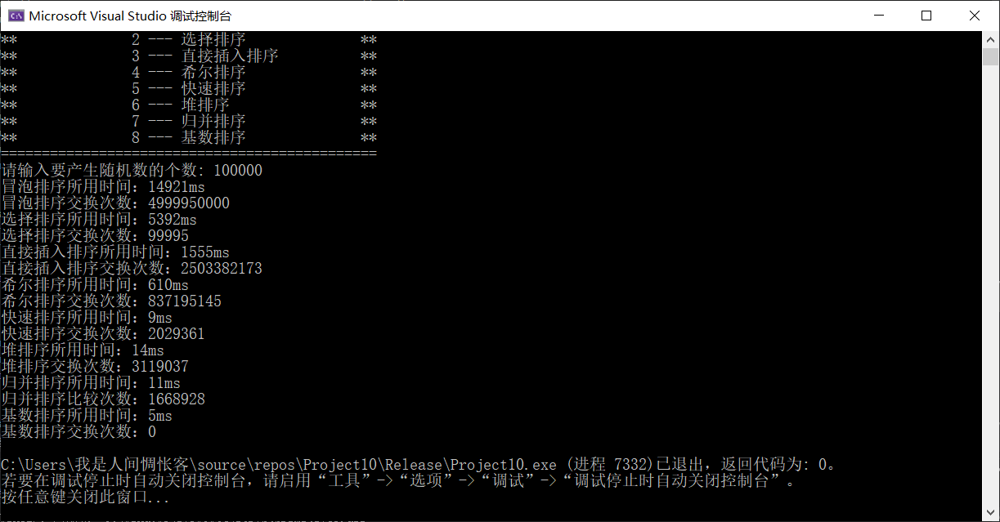 Microsoft Visual Studio 调试控制台
** 2 --- 选择排序 **
** 3 --- 直接插入排序 **
** 4 --- 希尔排序 **
** 5 --- 快速排序 **
** 6 --- 堆排序 **
** 7 --- 归并排序 **
** 8 --- 基数排序 **
==============================================
请输入要产生随机数的个数: 100000
冒泡排序所用时间：14921ms
冒泡排序交换次数：4999950000
选择排序所用时间：5392ms
选择排序交换次数：99995
直接插入排序所用时间：1555ms
直接插入排序交换次数：2503382173
希尔排序所用时间：610ms
希尔排序交换次数：837195145
快速排序所用时间：9ms
快速排序交换次数：2029361
堆排序所用时间：14ms
堆排序交换次数：3119037
归并排序所用时间：11ms
归并排序比较次数：1668928
基数排序所用时间：5ms
基数排序交换次数：0
C:\Users\我是人间惆怅客\source\repos\Project10\Release\Project10.exe (进程 7332)已退出，返回代码为: 0。
若要在调试停止时自动关闭控制台，请启用“工具”->“选项”->“调试”->“调试停止时自动关闭控制台”。
按任意键关闭此窗口...